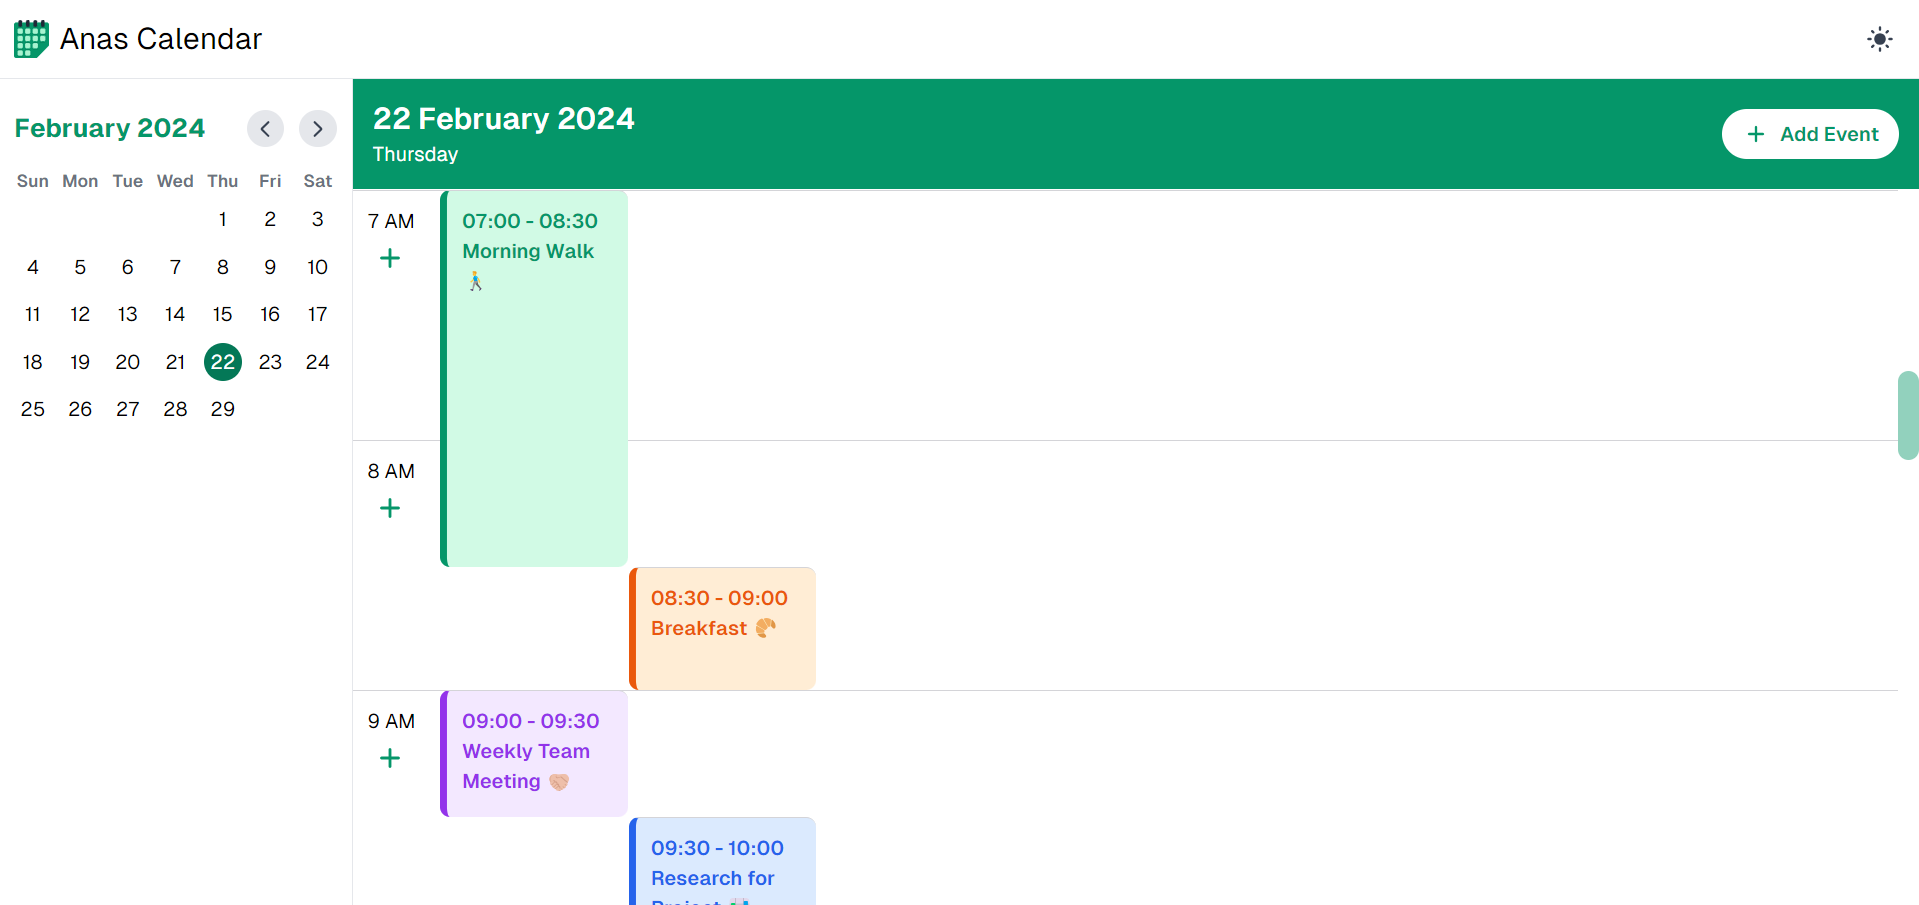 Anas Calendar
February 2024
Sun Mon Tue Wed Thu Fri Sat
1 2 3
4 5 6 7 8 9 10
11 12 13 14 15 16 17
18 19 20 21 22 23 24
25 26 27 28 29
22 February 2024
Thursday
+ Add Event
7 AM
+
07:00 - 08:30
Morning Walk
🚶
8 AM
+
08:30 - 09:00
Breakfast 🥐
9 AM
+
09:00 - 09:30
Weekly Team
Meeting 🤝
09:30 - 10:00
Research for
Project